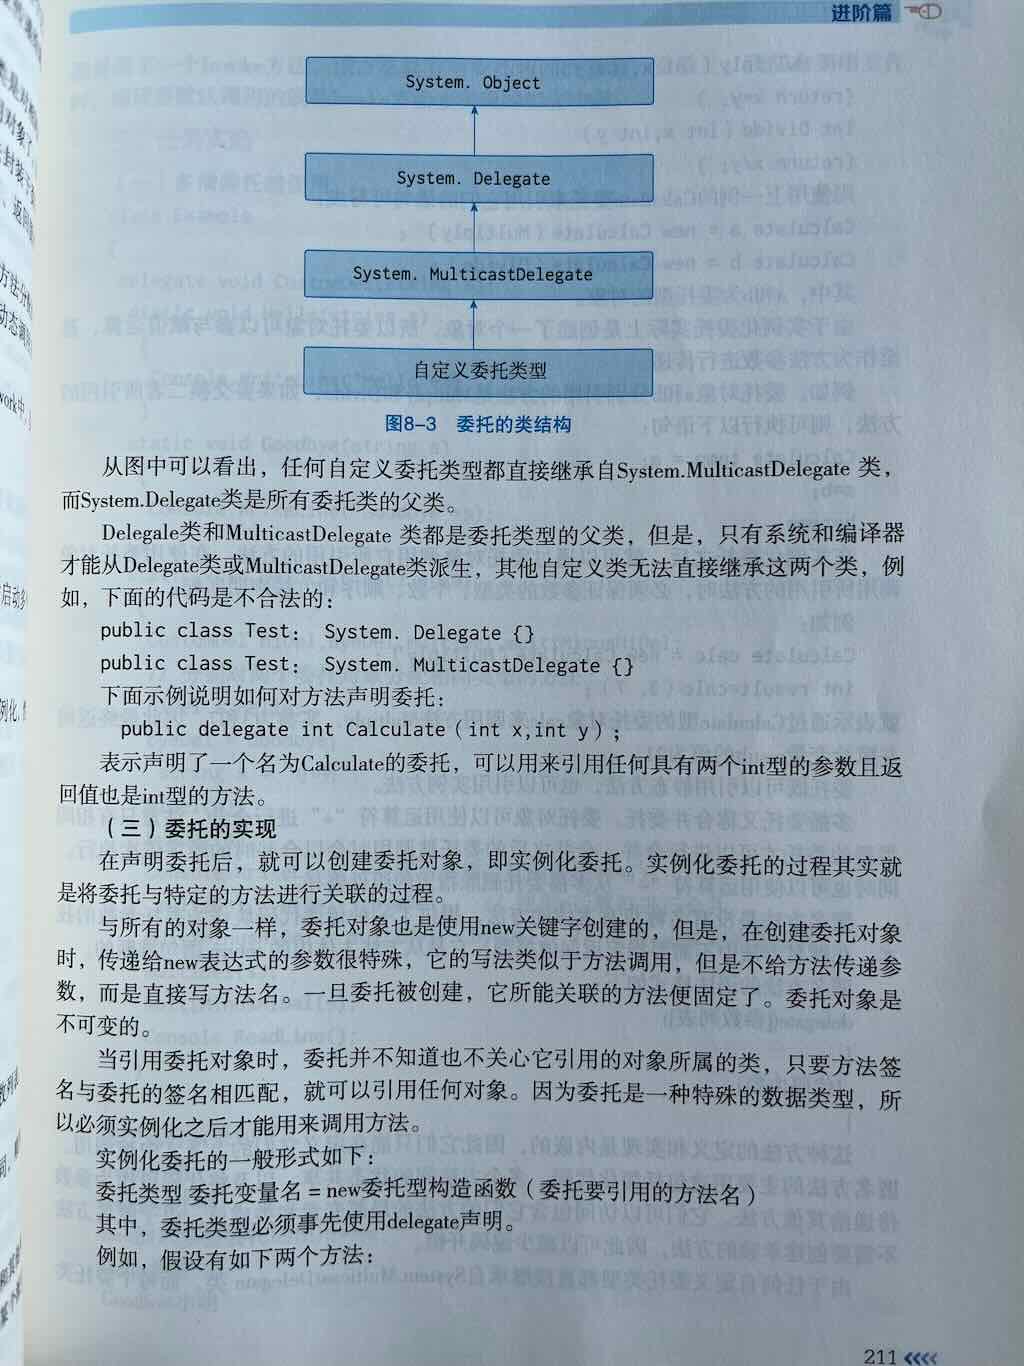 进阶篇
System. Object
System. Delegate
System. MulticastDelegate
自定义委托类型
图8-3 委托的类结构
从图中可以看出，任何自定义委托类型都直接继承自System.MulticastDelegate 类，
而System.Delegate类是所有委托类的父类。
Delegale类和MulticastDelegate 类都是委托类型的父类，但是，只有系统和编译器
才能从Delegate类或MulticastDelegate类派生，其他自定义类无法直接继承这两个类，例
如，下面的代码是不合法的：
public class Test： System. Delegate {}
public class Test： System. MulticastDelegate {}
下面示例说明如何对方法声明委托：
public delegate int Calculate（int x,int y）；
表示声明了一个名为Calculate的委托，可以用来引用任何具有两个int型的参数且返
回值也是int型的方法。
（三）委托的实现
在声明委托后，就可以创建委托对象，即实例化委托。实例化委托的过程其实就
是将委托与特定的方法进行关联的过程。
与所有的对象一样，委托对象也是使用new关键字创建的，但是，在创建委托对象
时，传递给new表达式的参数很特殊，它的写法类似于方法调用，但是不给方法传递参
数，而是直接写方法名。一旦委托被创建，它所能关联的方法便固定了。委托对象是
不可变的。
当引用委托对象时，委托并不知道也不关心它引用的对象所属的类，只要方法签
名与委托的签名相匹配，就可以引用任何对象。因为委托是一种特殊的数据类型，所
以必须实例化之后才能用来调用方法。
实例化委托的一般形式如下：
委托类型 委托变量名＝new委托型构造函数（委托要引用的方法名）
其中，委托类型必须事先使用delegate声明。
例如，假设有如下两个方法：
211